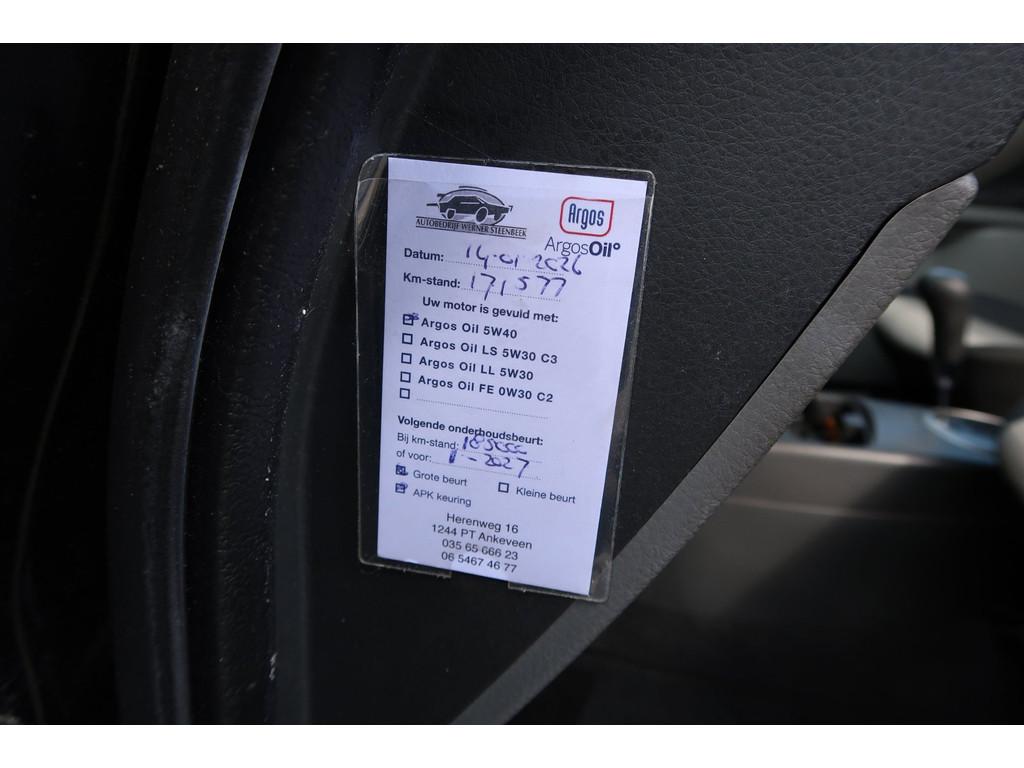 AUTOBEDRIJF WERNER STEENBEEK
Argos
ArgosOil
Datum: 14-01 2026
Km-stand: 171577
Uw motor is gevuld met:
Argos Oil 5W40
Argos Oil LS 5W30 C3
Argos Oil LL 5W30
Argos Oil FE 0W30 C2
Volgende onderhoudsbeurt:
Bij km-stand:
of voor: 1-2027
Grote beurt Kleine beurt
APK keuring
Herenweg 16
1244 PT Ankeveen
035 65 666 23
06 5467 46 77